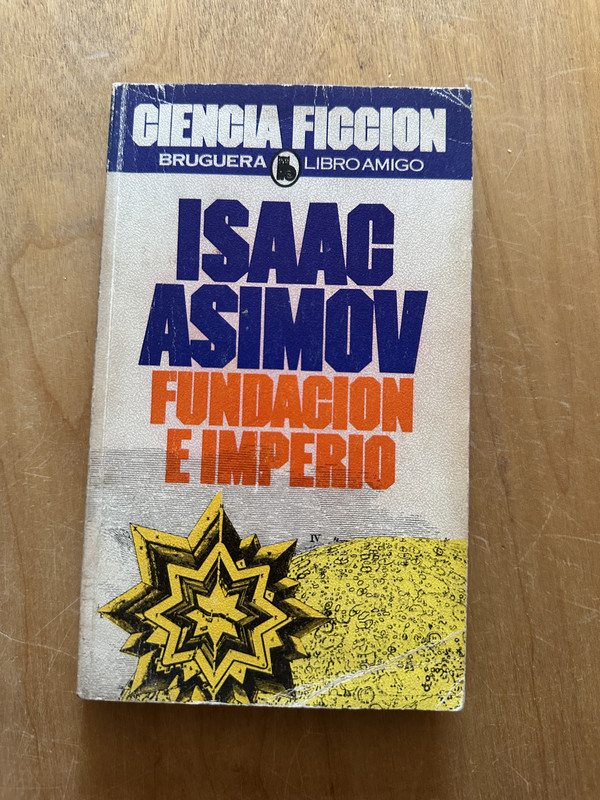 CIENCIA FICCION
BRUGUERA LIBRO AMIGO
ISAAC
ASIMOV
FUNDACION
E IMPERIO
IV